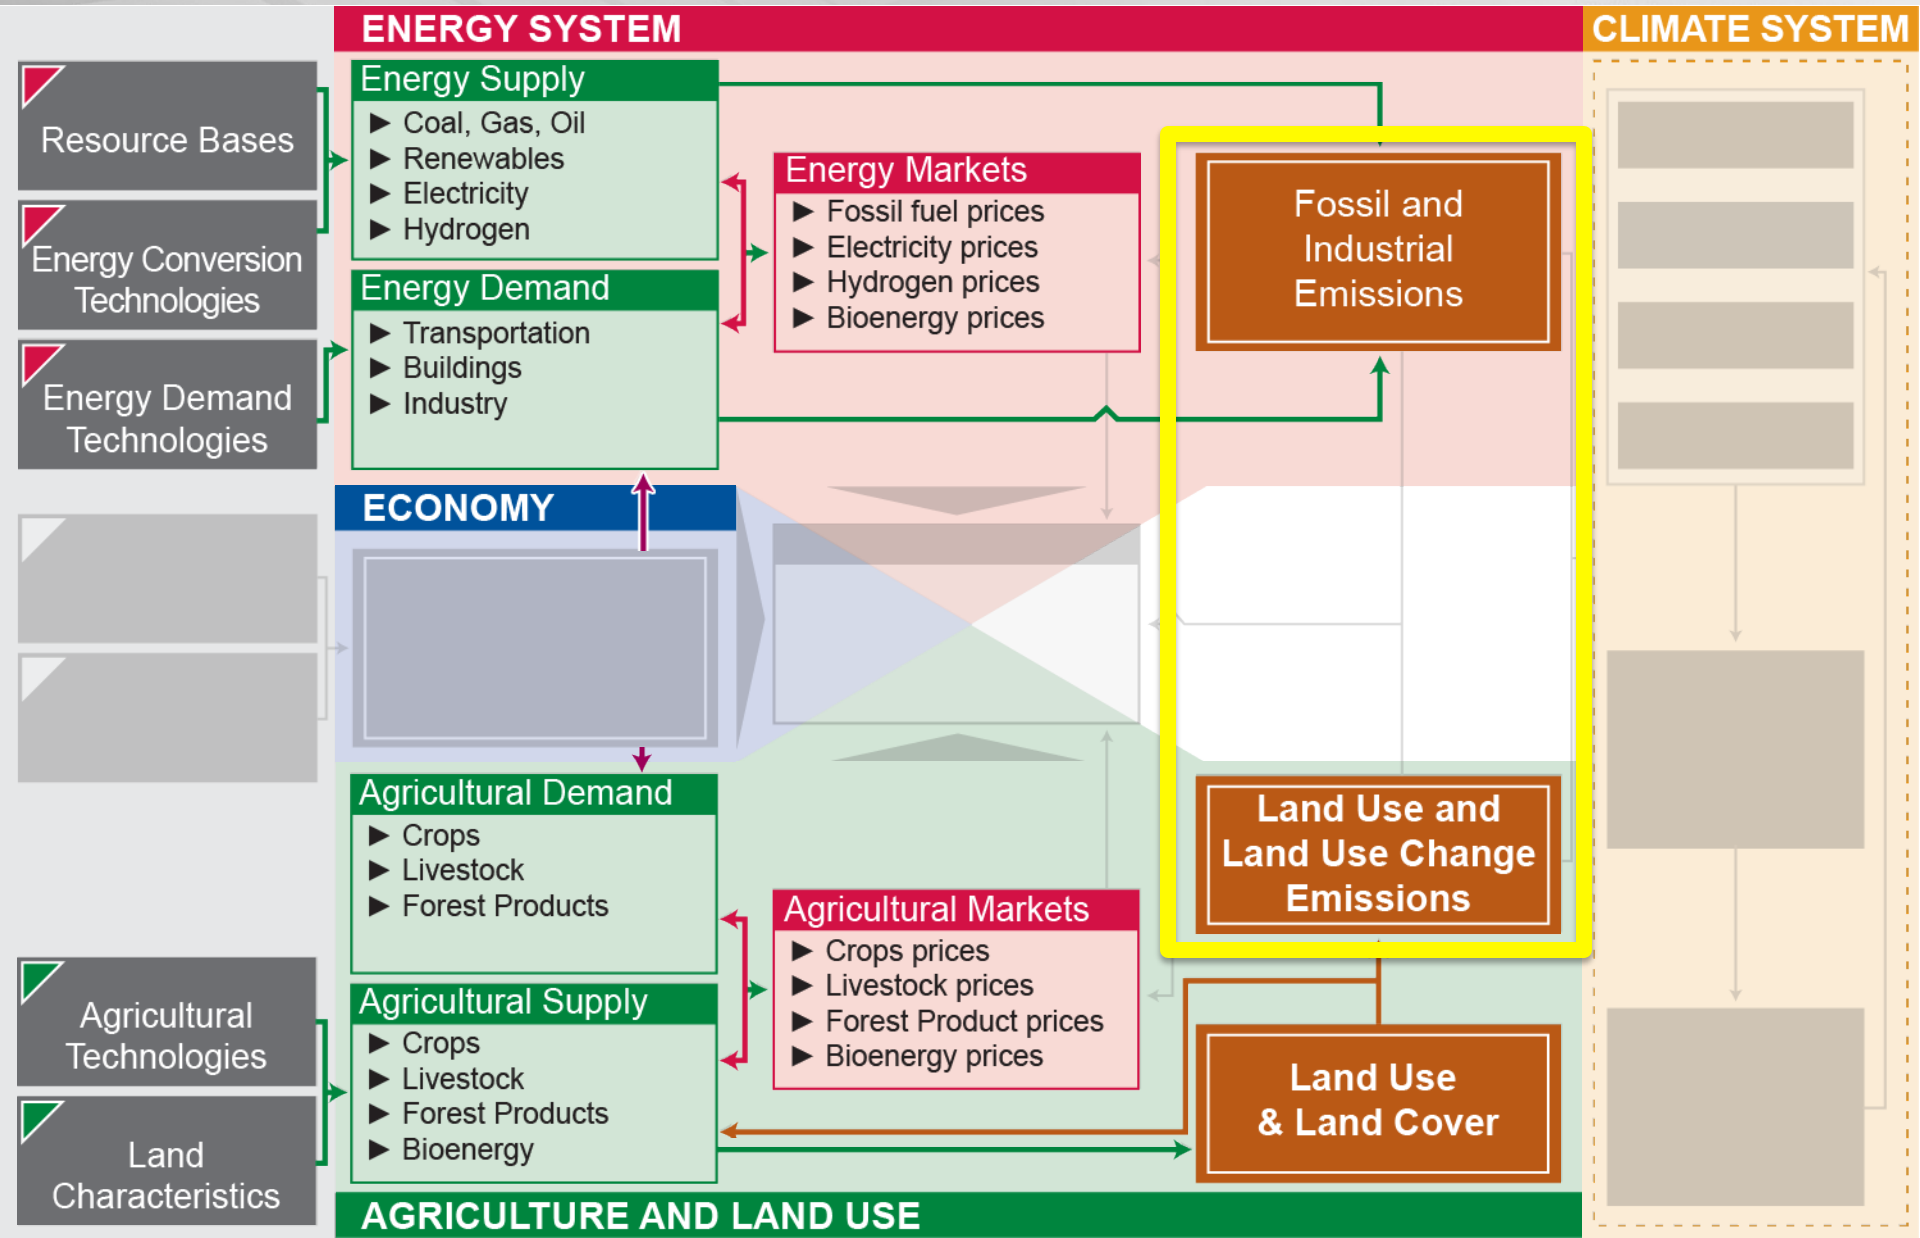 ENERGY SYSTEM
CLIMATE SYSTEM
Resource Bases
Energy Conversion
Technologies
Energy Demand
Technologies
Energy Supply
► Coal, Gas, Oil
► Renewables
► Electricity
► Hydrogen
Energy Demand
► Transportation
► Buildings
► Industry
Energy Markets
► Fossil fuel prices
► Electricity prices
► Hydrogen prices
► Bioenergy prices
Fossil and
Industrial
Emissions
ECONOMY
Agricultural Demand
► Crops
► Livestock
► Forest Products
Agricultural Supply
► Crops
► Livestock
► Forest Products
► Bioenergy
Agricultural Markets
► Crops prices
► Livestock prices
► Forest Product prices
► Bioenergy prices
Land Use and
Land Use Change
Emissions
Land Use
& Land Cover
Agricultural
Technologies
Land
Characteristics
AGRICULTURE AND LAND USE